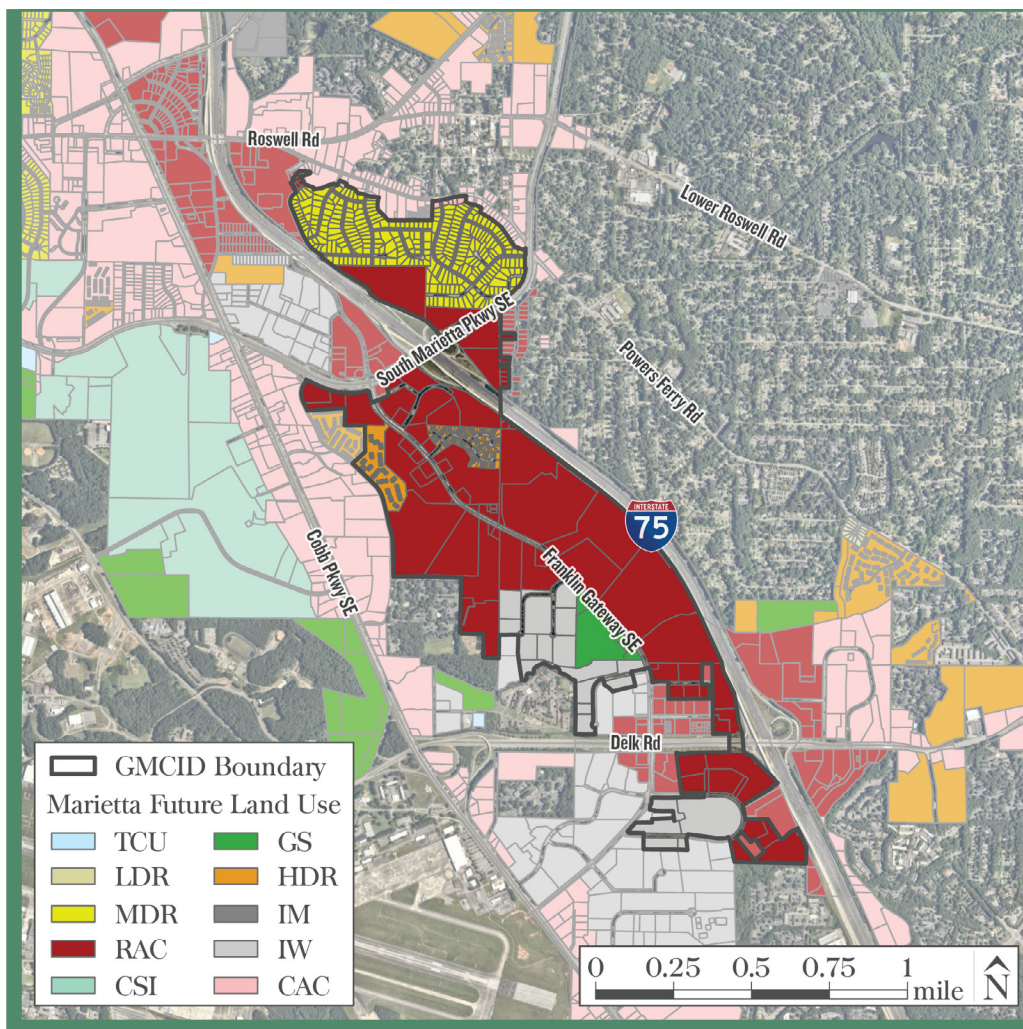 Roswell Rd
Lower Roswell Rd
South Marietta Pkwy SE
Powers Ferry Rd
INTERSTATE
75
Cobb Pkwy SE
Franklin Gateway SE
Delk Rd
GMCID Boundary
Marietta Future Land Use
TCU GS
LDR HDR
MDR IM
RAC IW
CSI CAC
0 0.25 0.5 0.75 1
mile
N